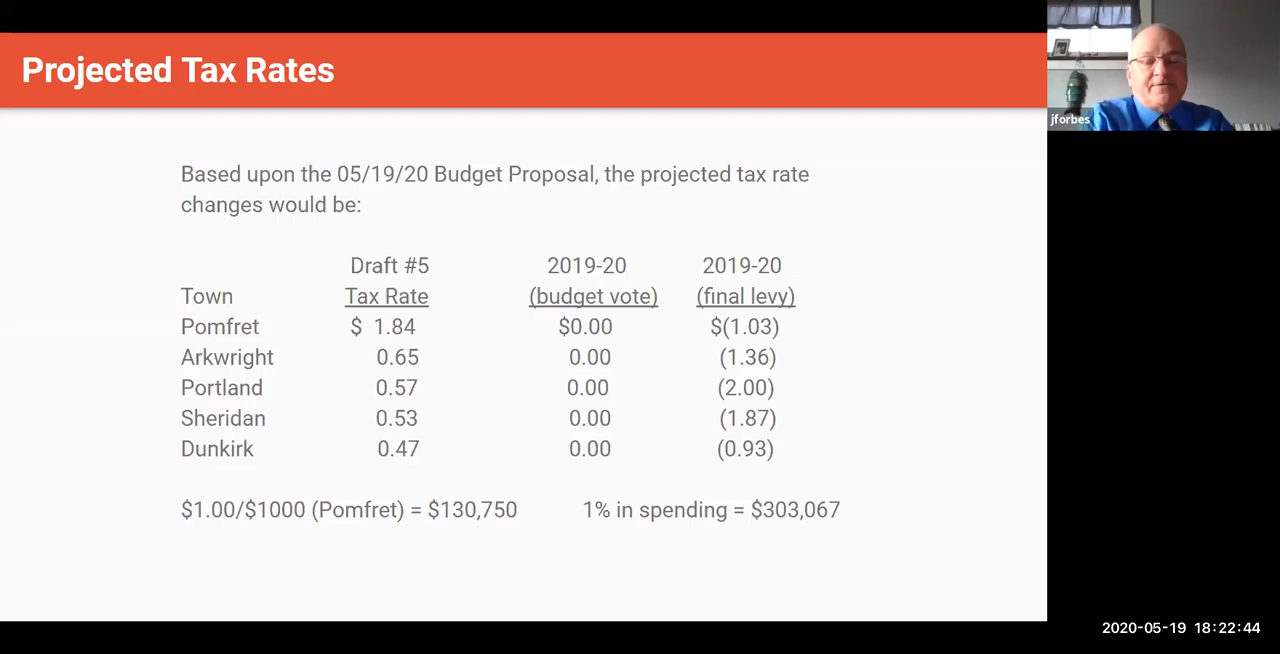 Projected Tax Rates
jforbes
Based upon the 05/19/20 Budget Proposal, the projected tax rate
changes would be:
Draft #5 2019-20 2019-20
Town Tax Rate (budget vote) (final levy)
Pomfret $ 1.84 $0.00 $(1.03)
Arkwright 0.65 0.00 (1.36)
Portland 0.57 0.00 (2.00)
Sheridan 0.53 0.00 (1.87)
Dunkirk 0.47 0.00 (0.93)
$1.00/$1000 (Pomfret) = $130,750 1% in spending = $303,067
2020-05-19 18:22:44